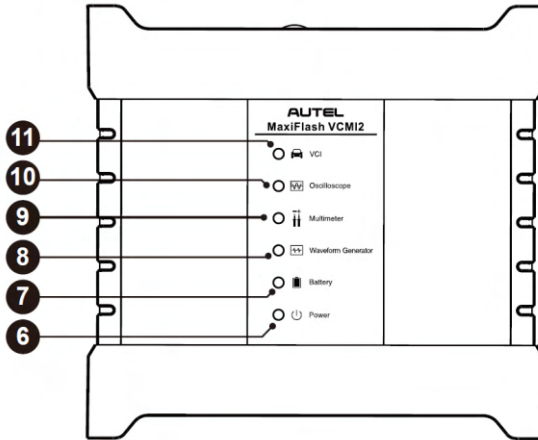 AUTEL
MaxiFlash VCMI2
11 VCI
10 Oscilloscope
9 Multimeter
8 Waveform Generator
7 Battery
6 Power